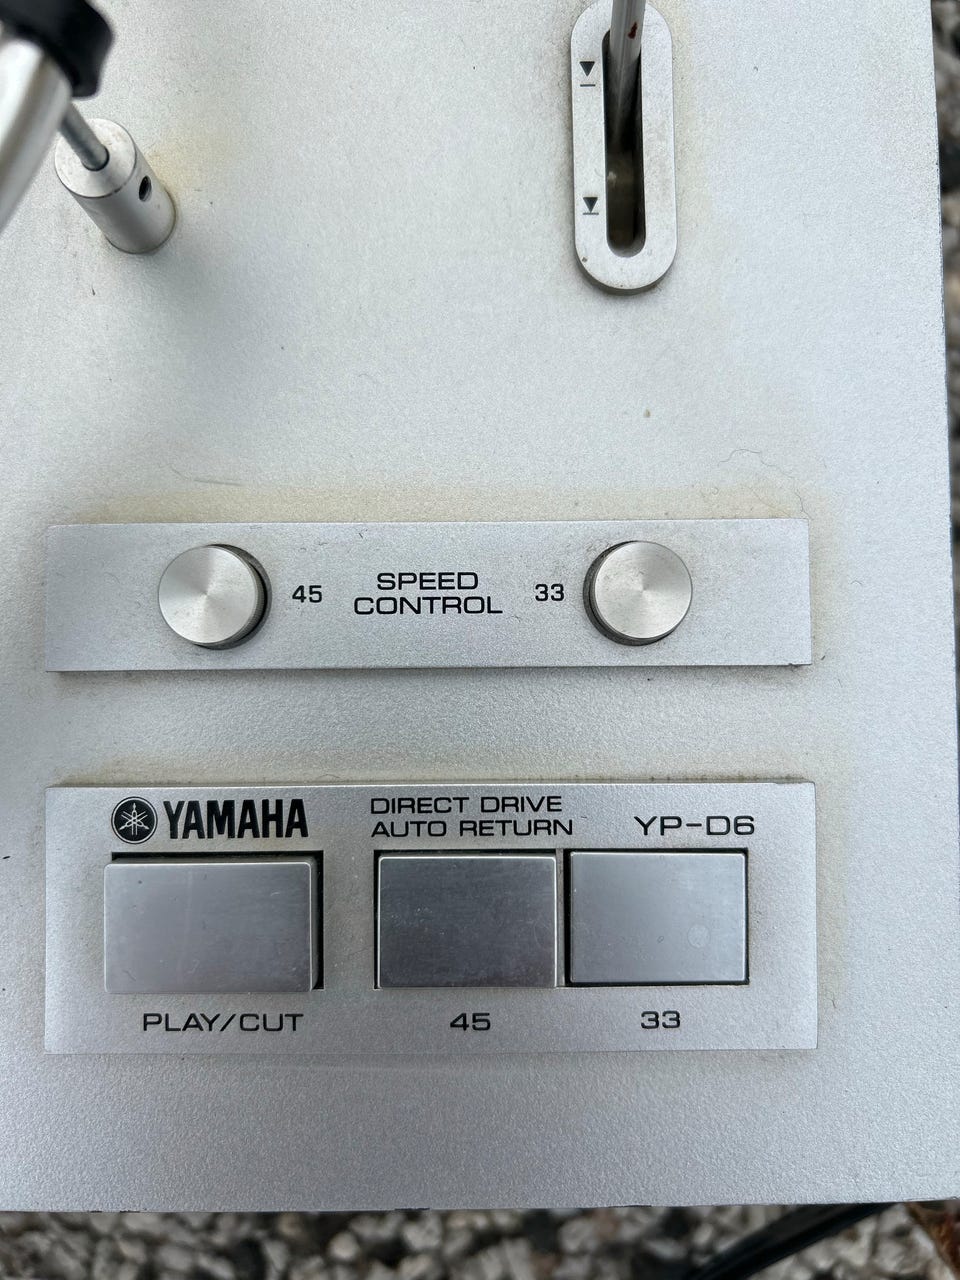 45
SPEED
CONTROL
33
YAMAHA
DIRECT DRIVE
AUTO RETURN
YP-D6
PLAY/CUT
45
33